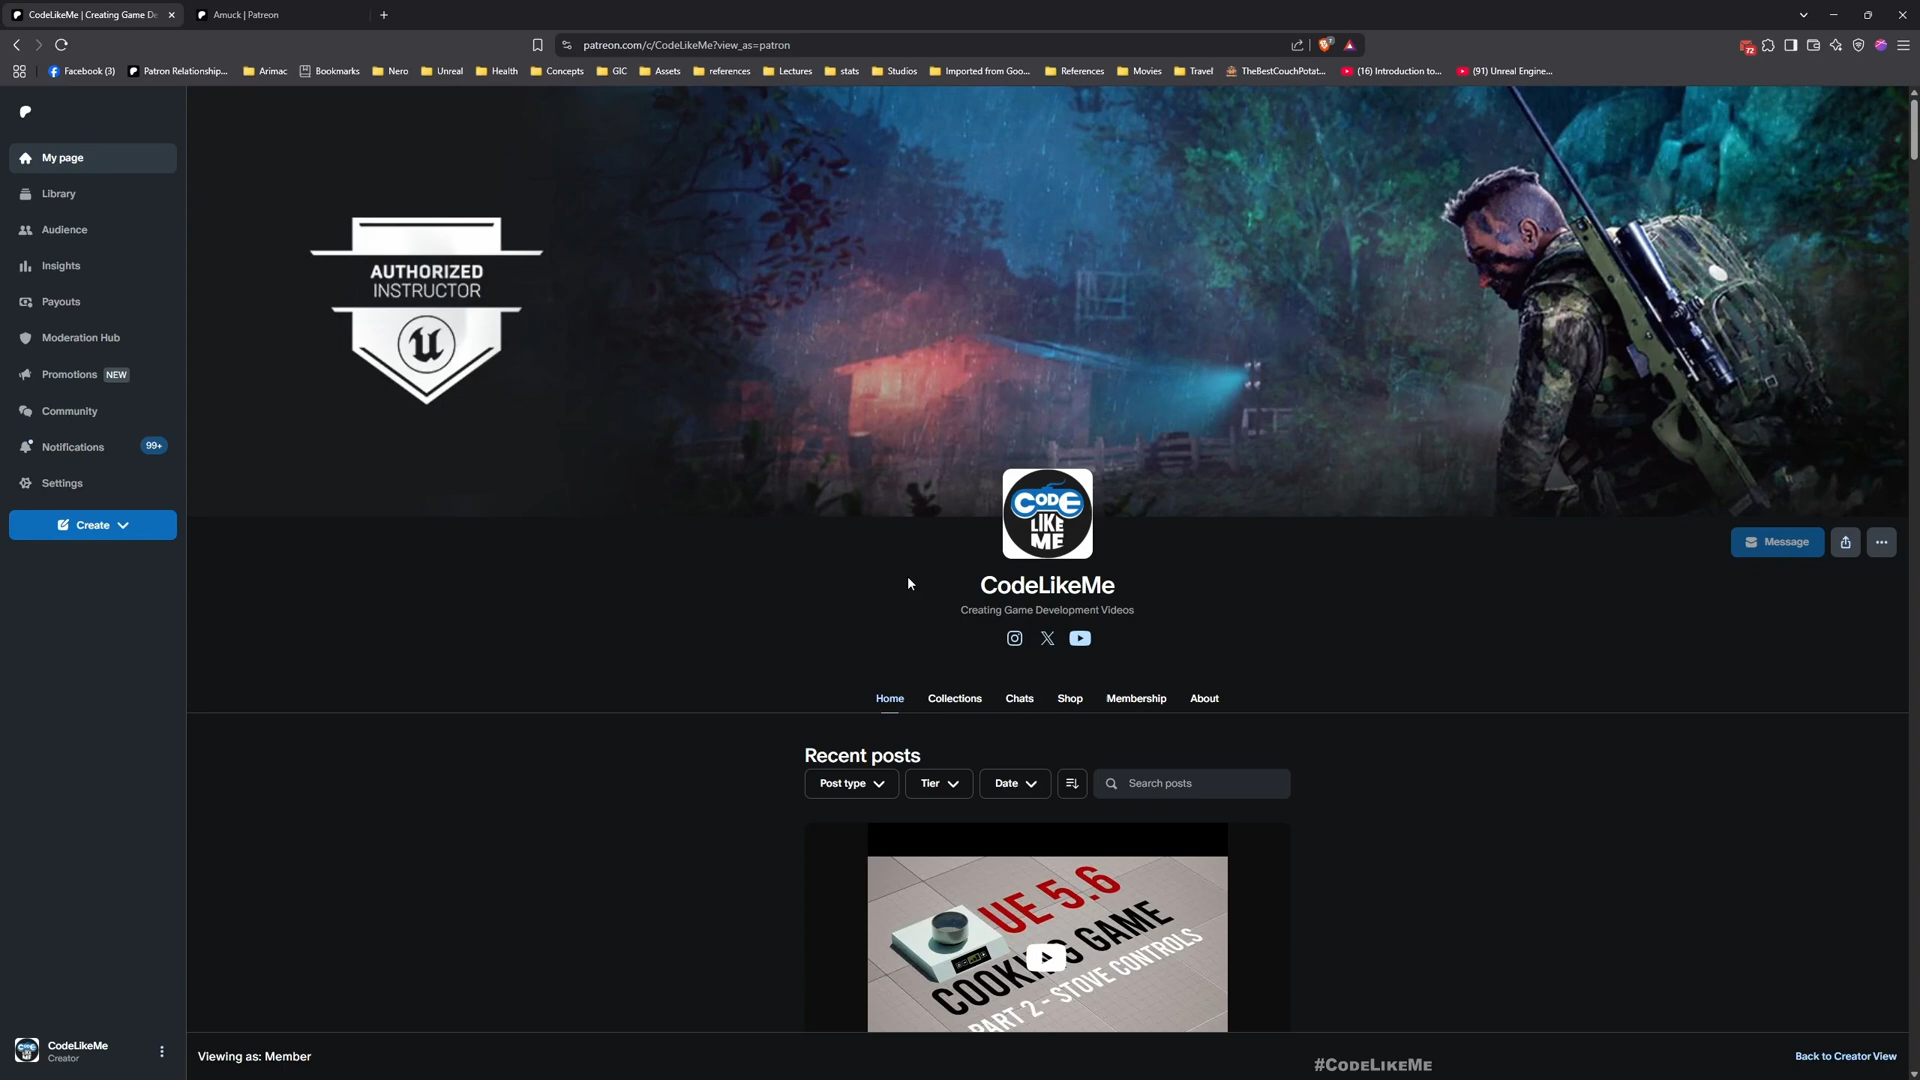 CodeLikeMe | Creating Game De
Amuck | Patreon
patreon.com/c/CodeLikeMe?view_as=patron
7
72
Facebook (3)
Patron Relationship...
Arimac
Bookmarks
Nero
Unreal
Health
Concepts
GIC
Assets
references
Lectures
stats
Studios
Imported from Goo...
References
Movies
Travel
TheBestCouchPotat...
(16) Introduction to...
(91) Unreal Engine...
My page
Library
Audience
Insights
Payouts
Moderation Hub
Promotions NEW
Community
Notifications 99+
Settings
Create
AUTHORIZED
INSTRUCTOR
CODE
LIKE
ME
Message
CodeLikeMe
Creating Game Development Videos
Home
Collections
Chats
Shop
Membership
About
Recent posts
Post type
Tier
Date
Search posts
UE 5.6
COOKING GAME
PART 2 - STOVE CONTROLS
CodeLikeMe
Creator
Viewing as: Member
#CODELIKEME
Back to Creator View